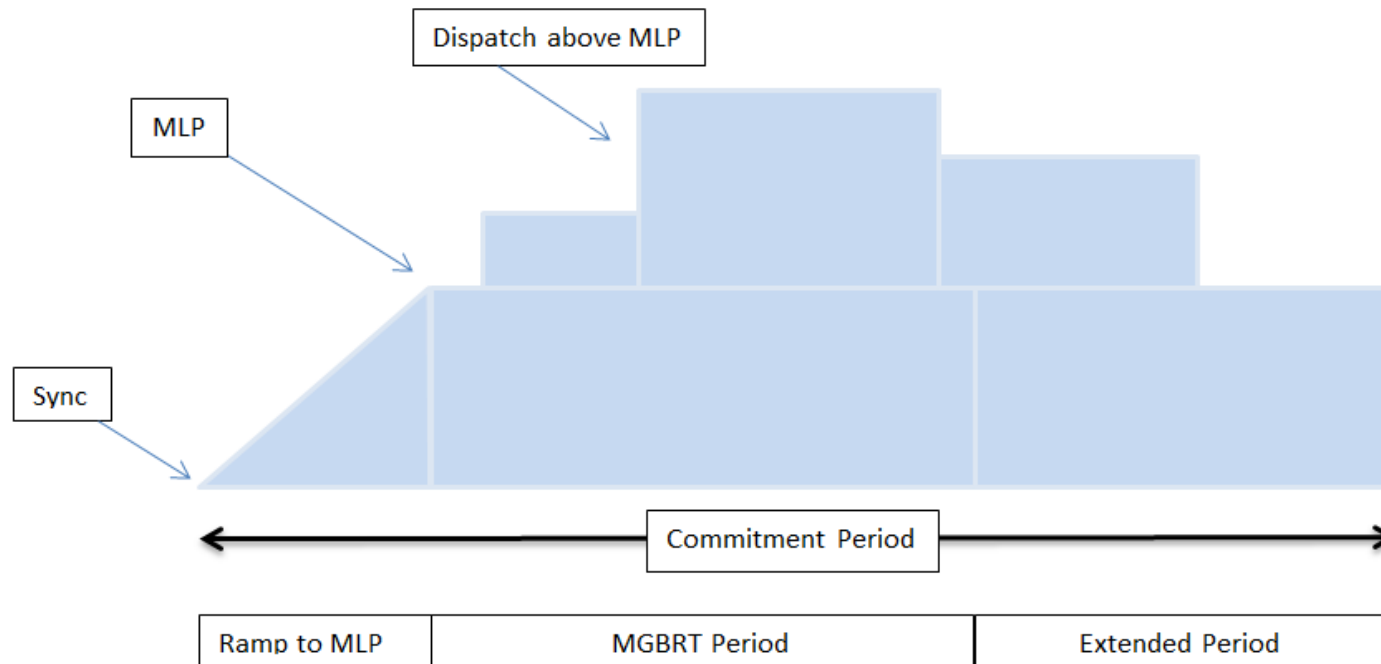 Dispatch above MLP
MLP
Sync
Commitment Period
Ramp to MLP
MGBRT Period
Extended Period